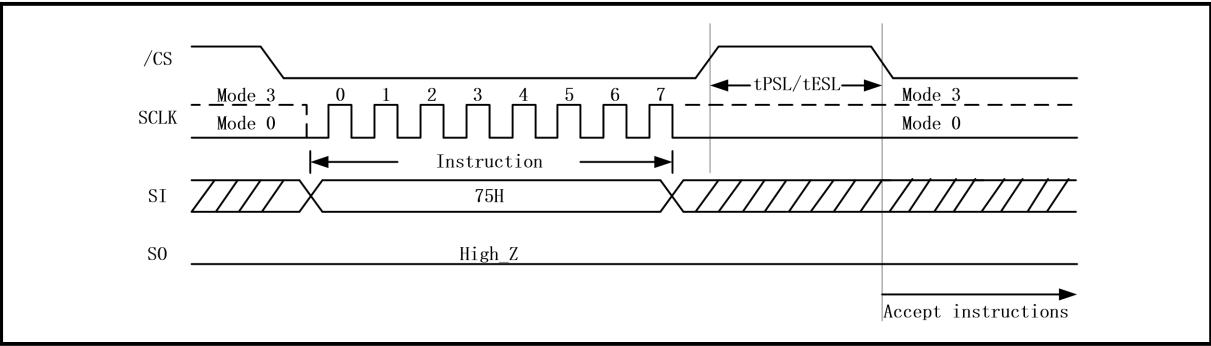 /CS
tPSL/tESL
Mode 3 0 1 2 3 4 5 6 7 Mode 3
SCLK
Mode 0 Mode 0
Instruction
SI 75H
SO High_Z
Accept instructions